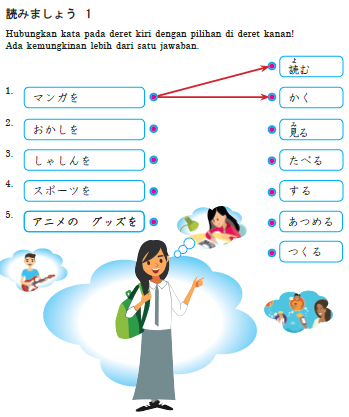 読みましょう 1
Hubungkan kata pada deret kiri dengan pilihan di deret kanan!
Ada kemungkinan lebih dari satu jawaban.
1. マンガを
2. おかしを
3. しゃしんを
4. スポーツを
5. アニメの グッズを
よ
読む
かく
み
見る
たべる
する
あつめる
つくる